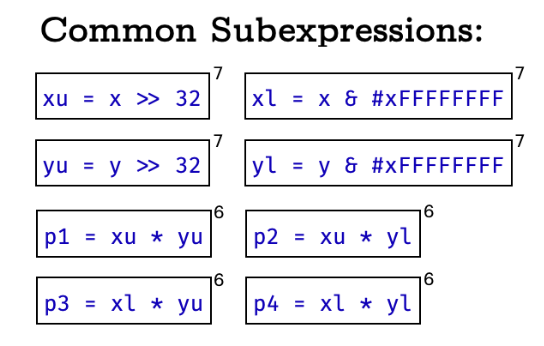 Common Subexpressions:
xu = x >> 32 7 xl = x & #xFFFFFFFF 7
yu = y >> 32 7 yl = y & #xFFFFFFFF 7
p1 = xu * yu 6 p2 = xu * yl 6
p3 = xl * yu 6 p4 = xl * yl 6